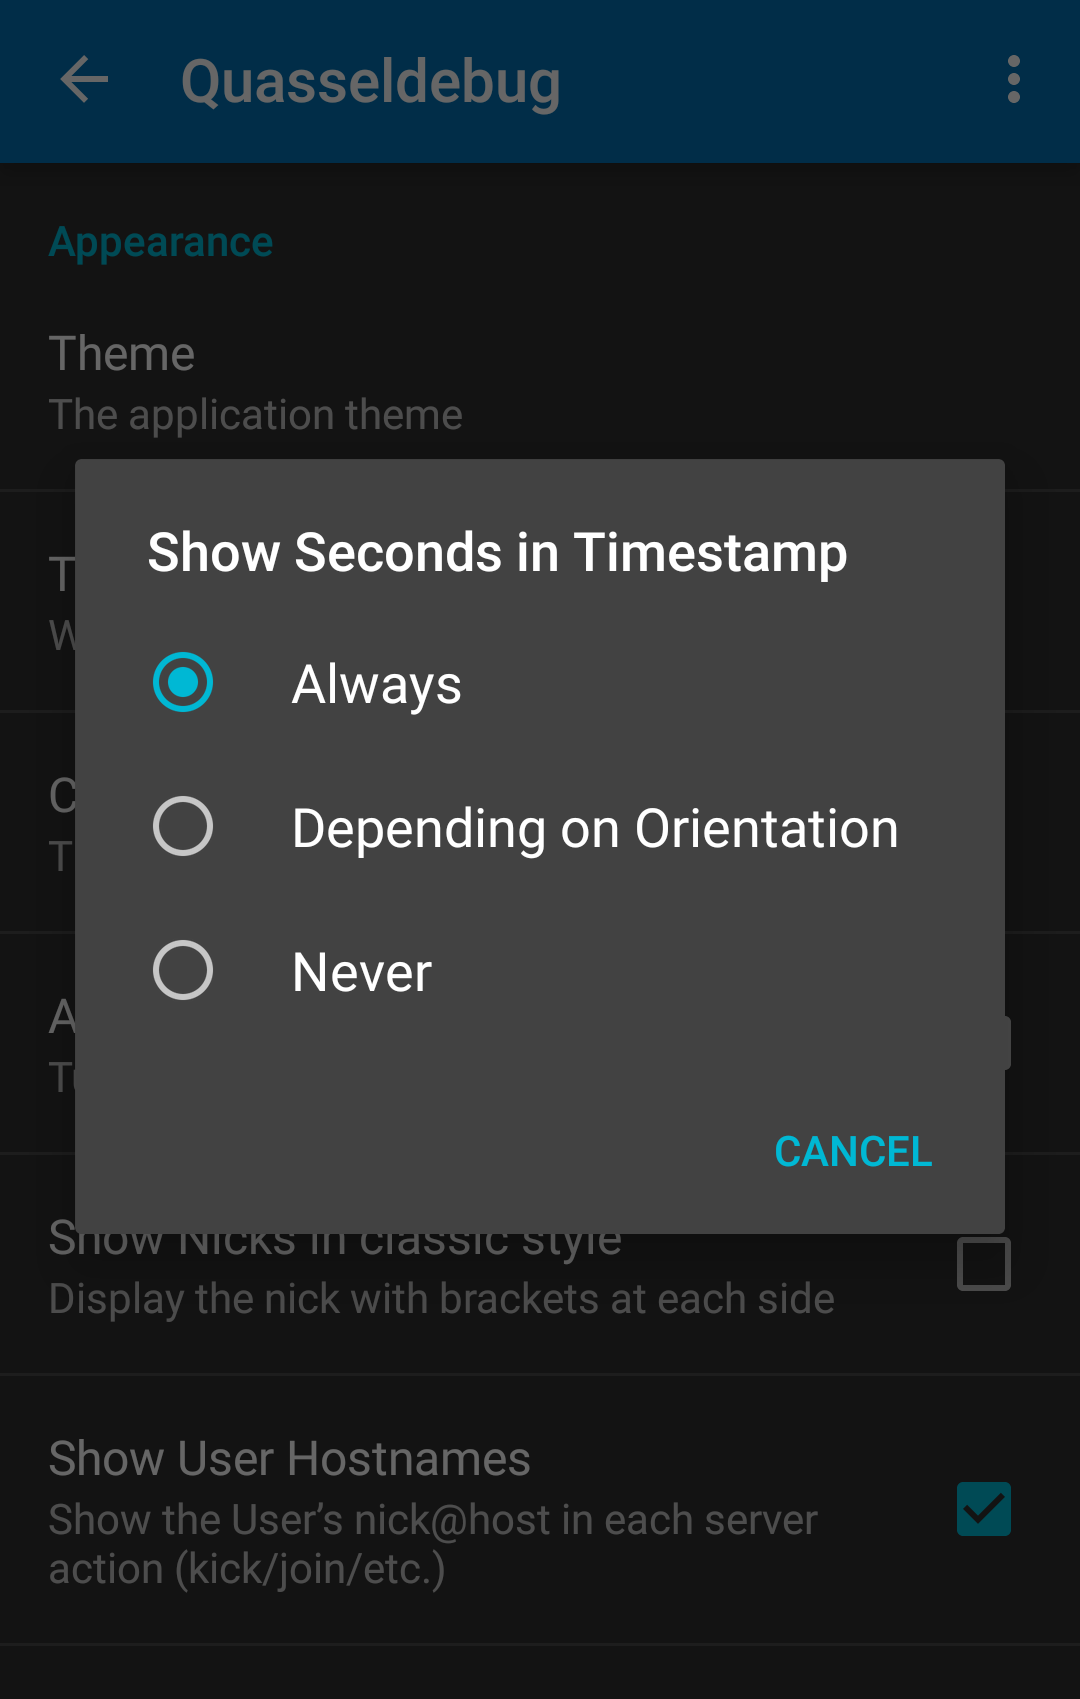 Quasseldebug
Appearance
Theme
The application theme
Show Seconds in Timestamp
Always
Depending on Orientation
Never
CANCEL
Show Nicks in classic style
Display the nick with brackets at each side
Show User Hostnames
Show the User’s nick@host in each server
action (kick/join/etc.)